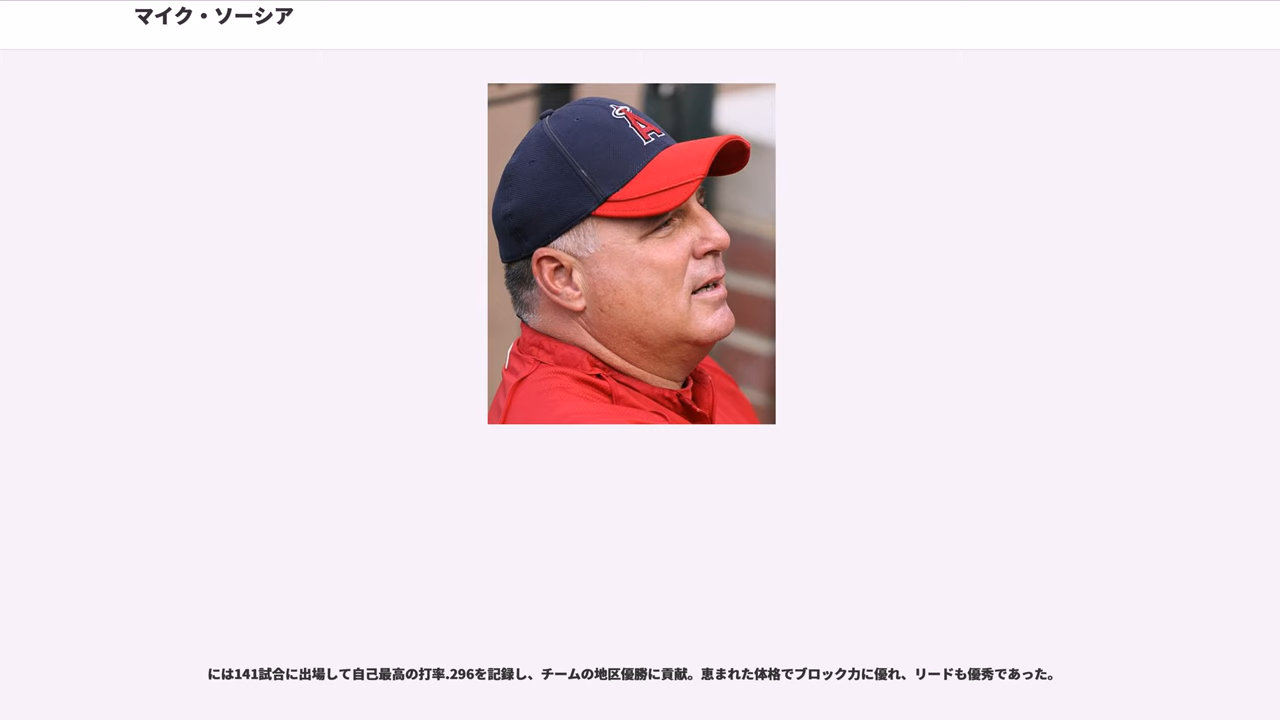 マイク・ソーシア
A
には141試合に出場して自己最高の打率.296を記録し、チームの地区優勝に貢献。恵まれた体格でブロック力に優れ、リードも優秀であった。